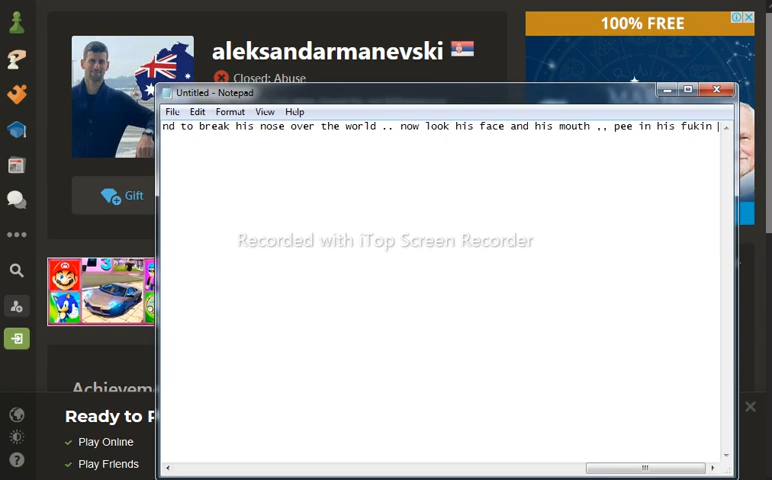 100% FREE
aleksandarmanevski
Closed: Abuse
Untitled - Notepad
File Edit Format View Help
nd to break his nose over the world .. now look his face and his mouth ,, pee in his fukin
Gift
Recorded with iTop Screen Recorder
3
Achievem
Ready to P
Play Online
Play Friends